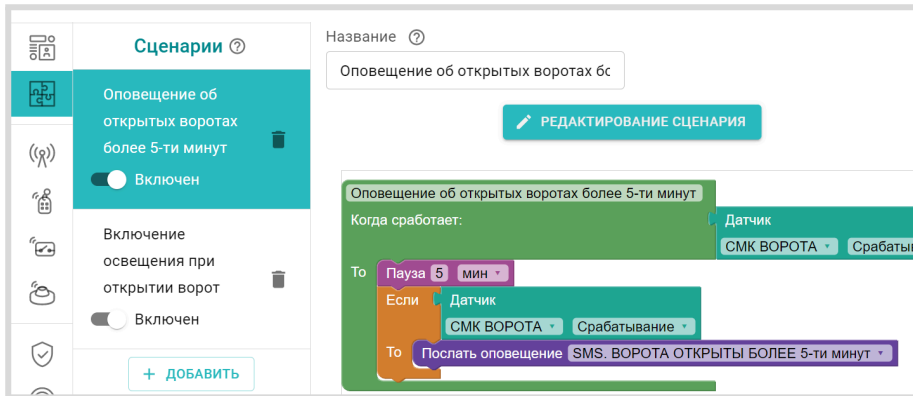 Сценарии
Оповещение об
открытых воротах
более 5-ти минут
Включен
Включение
освещения при
открытии ворот
Включен
+ ДОБАВИТЬ
Название
Оповещение об открытых воротах бо
РЕДАКТИРОВАНИЕ СЦЕНАРИЯ
Оповещение об открытых воротах более 5-ти минут
Когда сработает: Датчик
СМК ВОРОТА Срабатыв
То Пауза 5 мин
Если Датчик
СМК ВОРОТА Срабатывание
То Послать оповещение SMS. ВОРОТА ОТКРЫТЫ БОЛЕЕ 5-ти минут